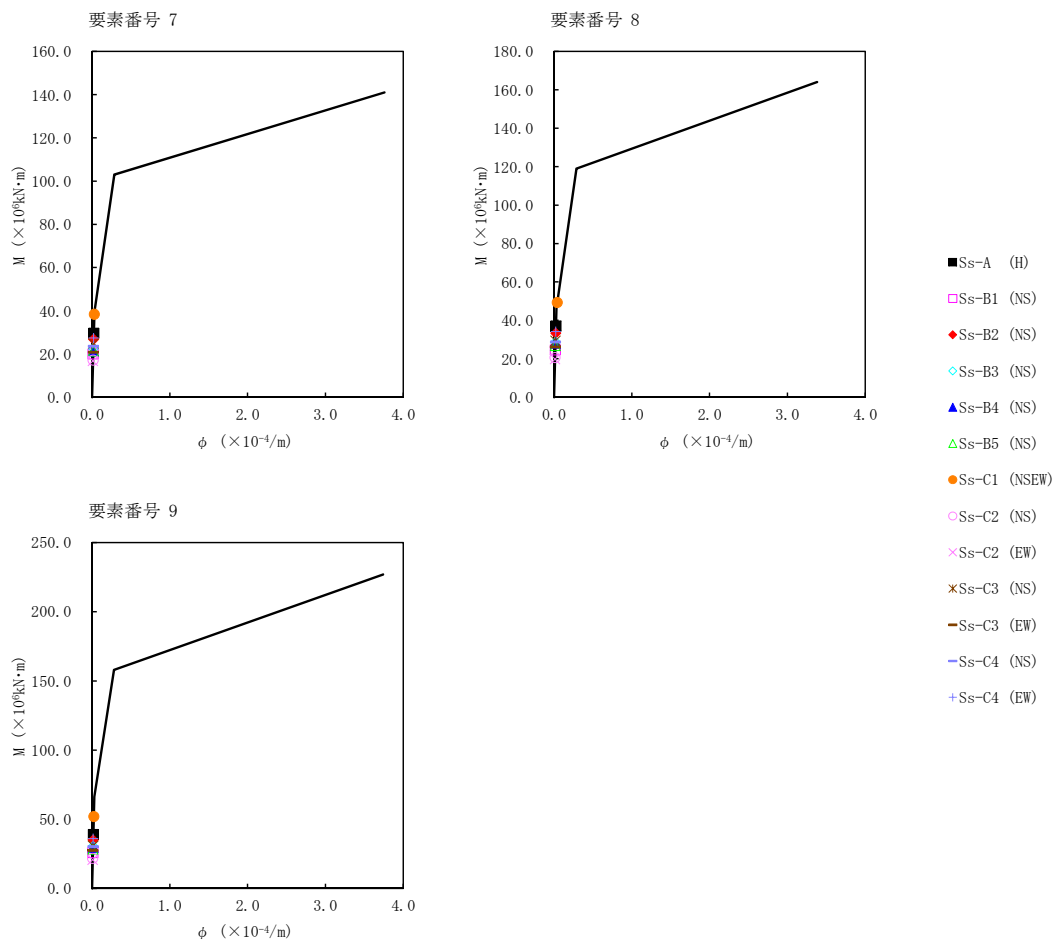 要素番号 7
160.0
140.0
120.0
100.0
80.0
60.0
40.0
20.0
0.0
M (×10⁶kN・m)
0.0 1.0 2.0 3.0 4.0
φ (×10⁻⁴/m)
要素番号 8
180.0
160.0
140.0
120.0
100.0
80.0
60.0
40.0
20.0
0.0
M (×10⁶kN・m)
0.0 1.0 2.0 3.0 4.0
φ (×10⁻⁴/m)
要素番号 9
250.0
200.0
150.0
100.0
50.0
0.0
M (×10⁶kN・m)
0.0 1.0 2.0 3.0 4.0
φ (×10⁻⁴/m)
Ss-A (H)
Ss-B1 (NS)
Ss-B2 (NS)
Ss-B3 (NS)
Ss-B4 (NS)
Ss-B5 (NS)
Ss-C1 (NSEW)
Ss-C2 (NS)
Ss-C2 (EW)
Ss-C3 (NS)
Ss-C3 (EW)
Ss-C4 (NS)
Ss-C4 (EW)